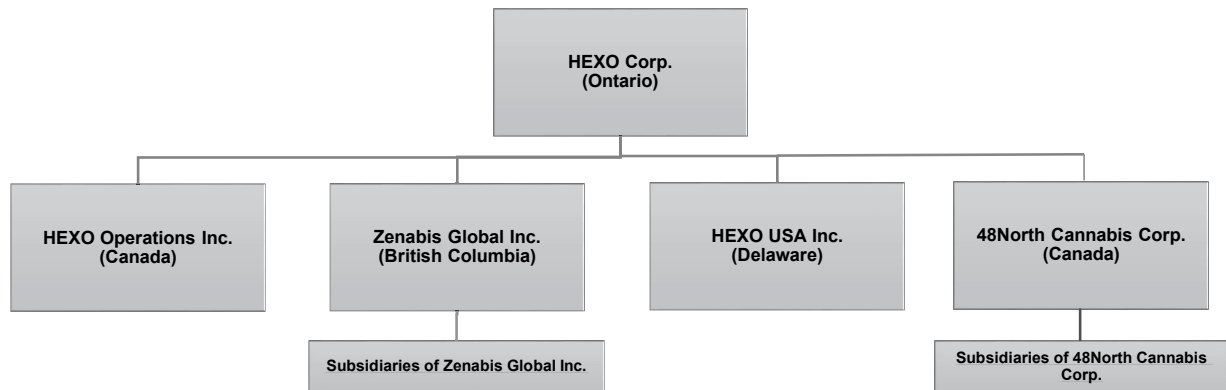 HEXO Corp.
(Ontario)
HEXO Operations Inc.
(Canada)
Zenabis Global Inc.
(British Columbia)
HEXO USA Inc.
(Delaware)
48North Cannabis Corp.
(Canada)
Subsidiaries of Zenabis Global Inc.
Subsidiaries of 48North Cannabis
Corp.